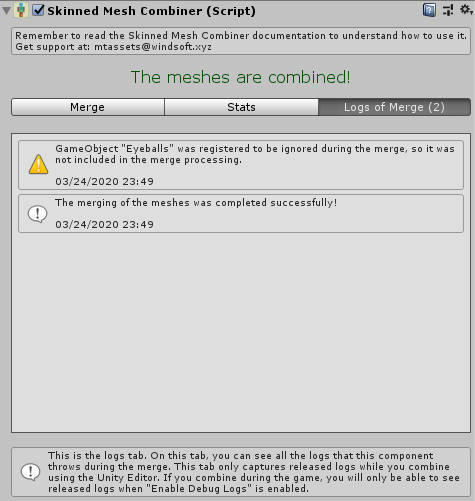 Skinned Mesh Combiner (Script)
Remember to read the Skinned Mesh Combiner documentation to understand how to use it.
Get support at: mtassets@windsoft.xyz
The meshes are combined!
Merge
Stats
Logs of Merge (2)
GameObject "Eyeballs" was registered to be ignored during the merge, so it was
not included in the merge processing.
03/24/2020 23:49
The merging of the meshes was completed successfully!
03/24/2020 23:49
This is the logs tab. On this tab, you can see all the logs that this component
throws during the merge. This tab only captures released logs while you combine
using the Unity Editor. If you combine during the game, you will only be able to see
released logs when "Enable Debug Logs" is enabled.